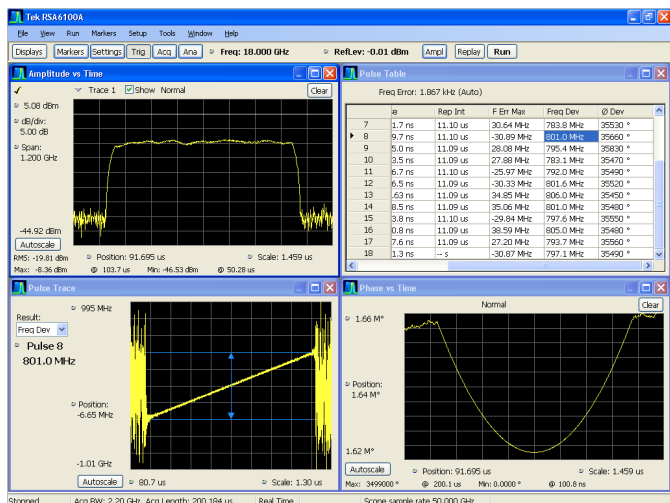 Tek RSA6100A
File View Run Markers Setup Tools Window Help
Displays Markers Settings Trig Acq Ana Freq: 18.000 GHz RefLev: -0.01 dBm Ampl Replay Run
Amplitude vs Time
Trace 1 Show Normal Clear
5.08 dBm
dB/div:
5.00 dB
Span:
1.200 GHz
-44.92 dBm
Autoscale Position: 91.695 us Scale: 1.459 us
RMS: -19.81 dBm
Max: -8.36 dBm @ 103.7 us Min: -46.53 dBm @ 50.28 us
Pulse Table
Freq Error: 1.867 kHz (Auto)
Rep Int F Err Max Freq Dev Ø Dev
7 1.7 ns 11.10 us 30.64 MHz 783.8 MHz 35530 °
8 9.7 ns 11.10 us -30.89 MHz 801.0 MHz 35660 °
9 5.0 ns 11.09 us 28.08 MHz 795.4 MHz 35830 °
10 3.5 ns 11.09 us 27.88 MHz 783.1 MHz 35470 °
11 6.7 ns 11.09 us -25.97 MHz 792.0 MHz 35490 °
12 6.5 ns 11.09 us -30.33 MHz 801.6 MHz 35520 °
13 .63 ns 11.09 us 34.85 MHz 806.0 MHz 35450 °
14 8.5 ns 11.09 us 35.06 MHz 801.0 MHz 35480 °
15 3.8 ns 11.09 us -29.84 MHz 797.6 MHz 35550 °
16 0.8 ns 11.09 us 38.59 MHz 805.0 MHz 35480 °
17 7.6 ns 11.09 us 27.20 MHz 793.7 MHz 35560 °
18 1.3 ns -- s -30.87 MHz 797.1 MHz 35490 °
Pulse Trace
Result:
Freq Dev
Pulse 8
801.0 MHz
995 MHz
Position:
-6.65 MHz
-1.01 GHz
Autoscale 80.7 us Scale: 1.30 us
Phase vs Time
Normal Clear
1.66 M°
Position:
1.64 M°
1.62 M°
Autoscale Position: 91.695 us Scale: 1.459 us
Max: 3499000 ° @ 200.1 us Min: 0.0000 ° @ 100.8 ns
Stopped Acq BW: 2.20 GHz, Acq Length: 200.184 us Real Time Scope sample rate 50.000 GHz